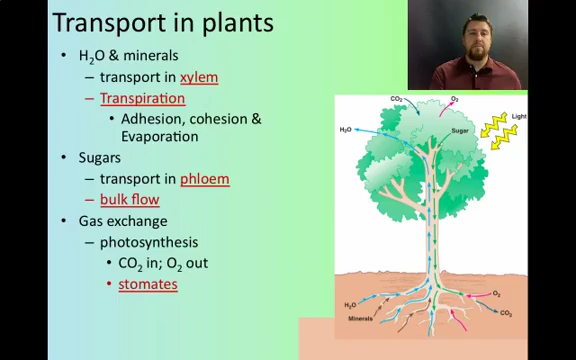 Transport in plants
• H₂O & minerals
– transport in xylem
– Transpiration
• Adhesion, cohesion &
Evaporation
• Sugars
– transport in phloem
– bulk flow
• Gas exchange
– photosynthesis
• CO₂ in; O₂ out
• stomates
CO₂
O₂
Light
H₂O
Sugar
O₂
H₂O
CO₂
Minerals